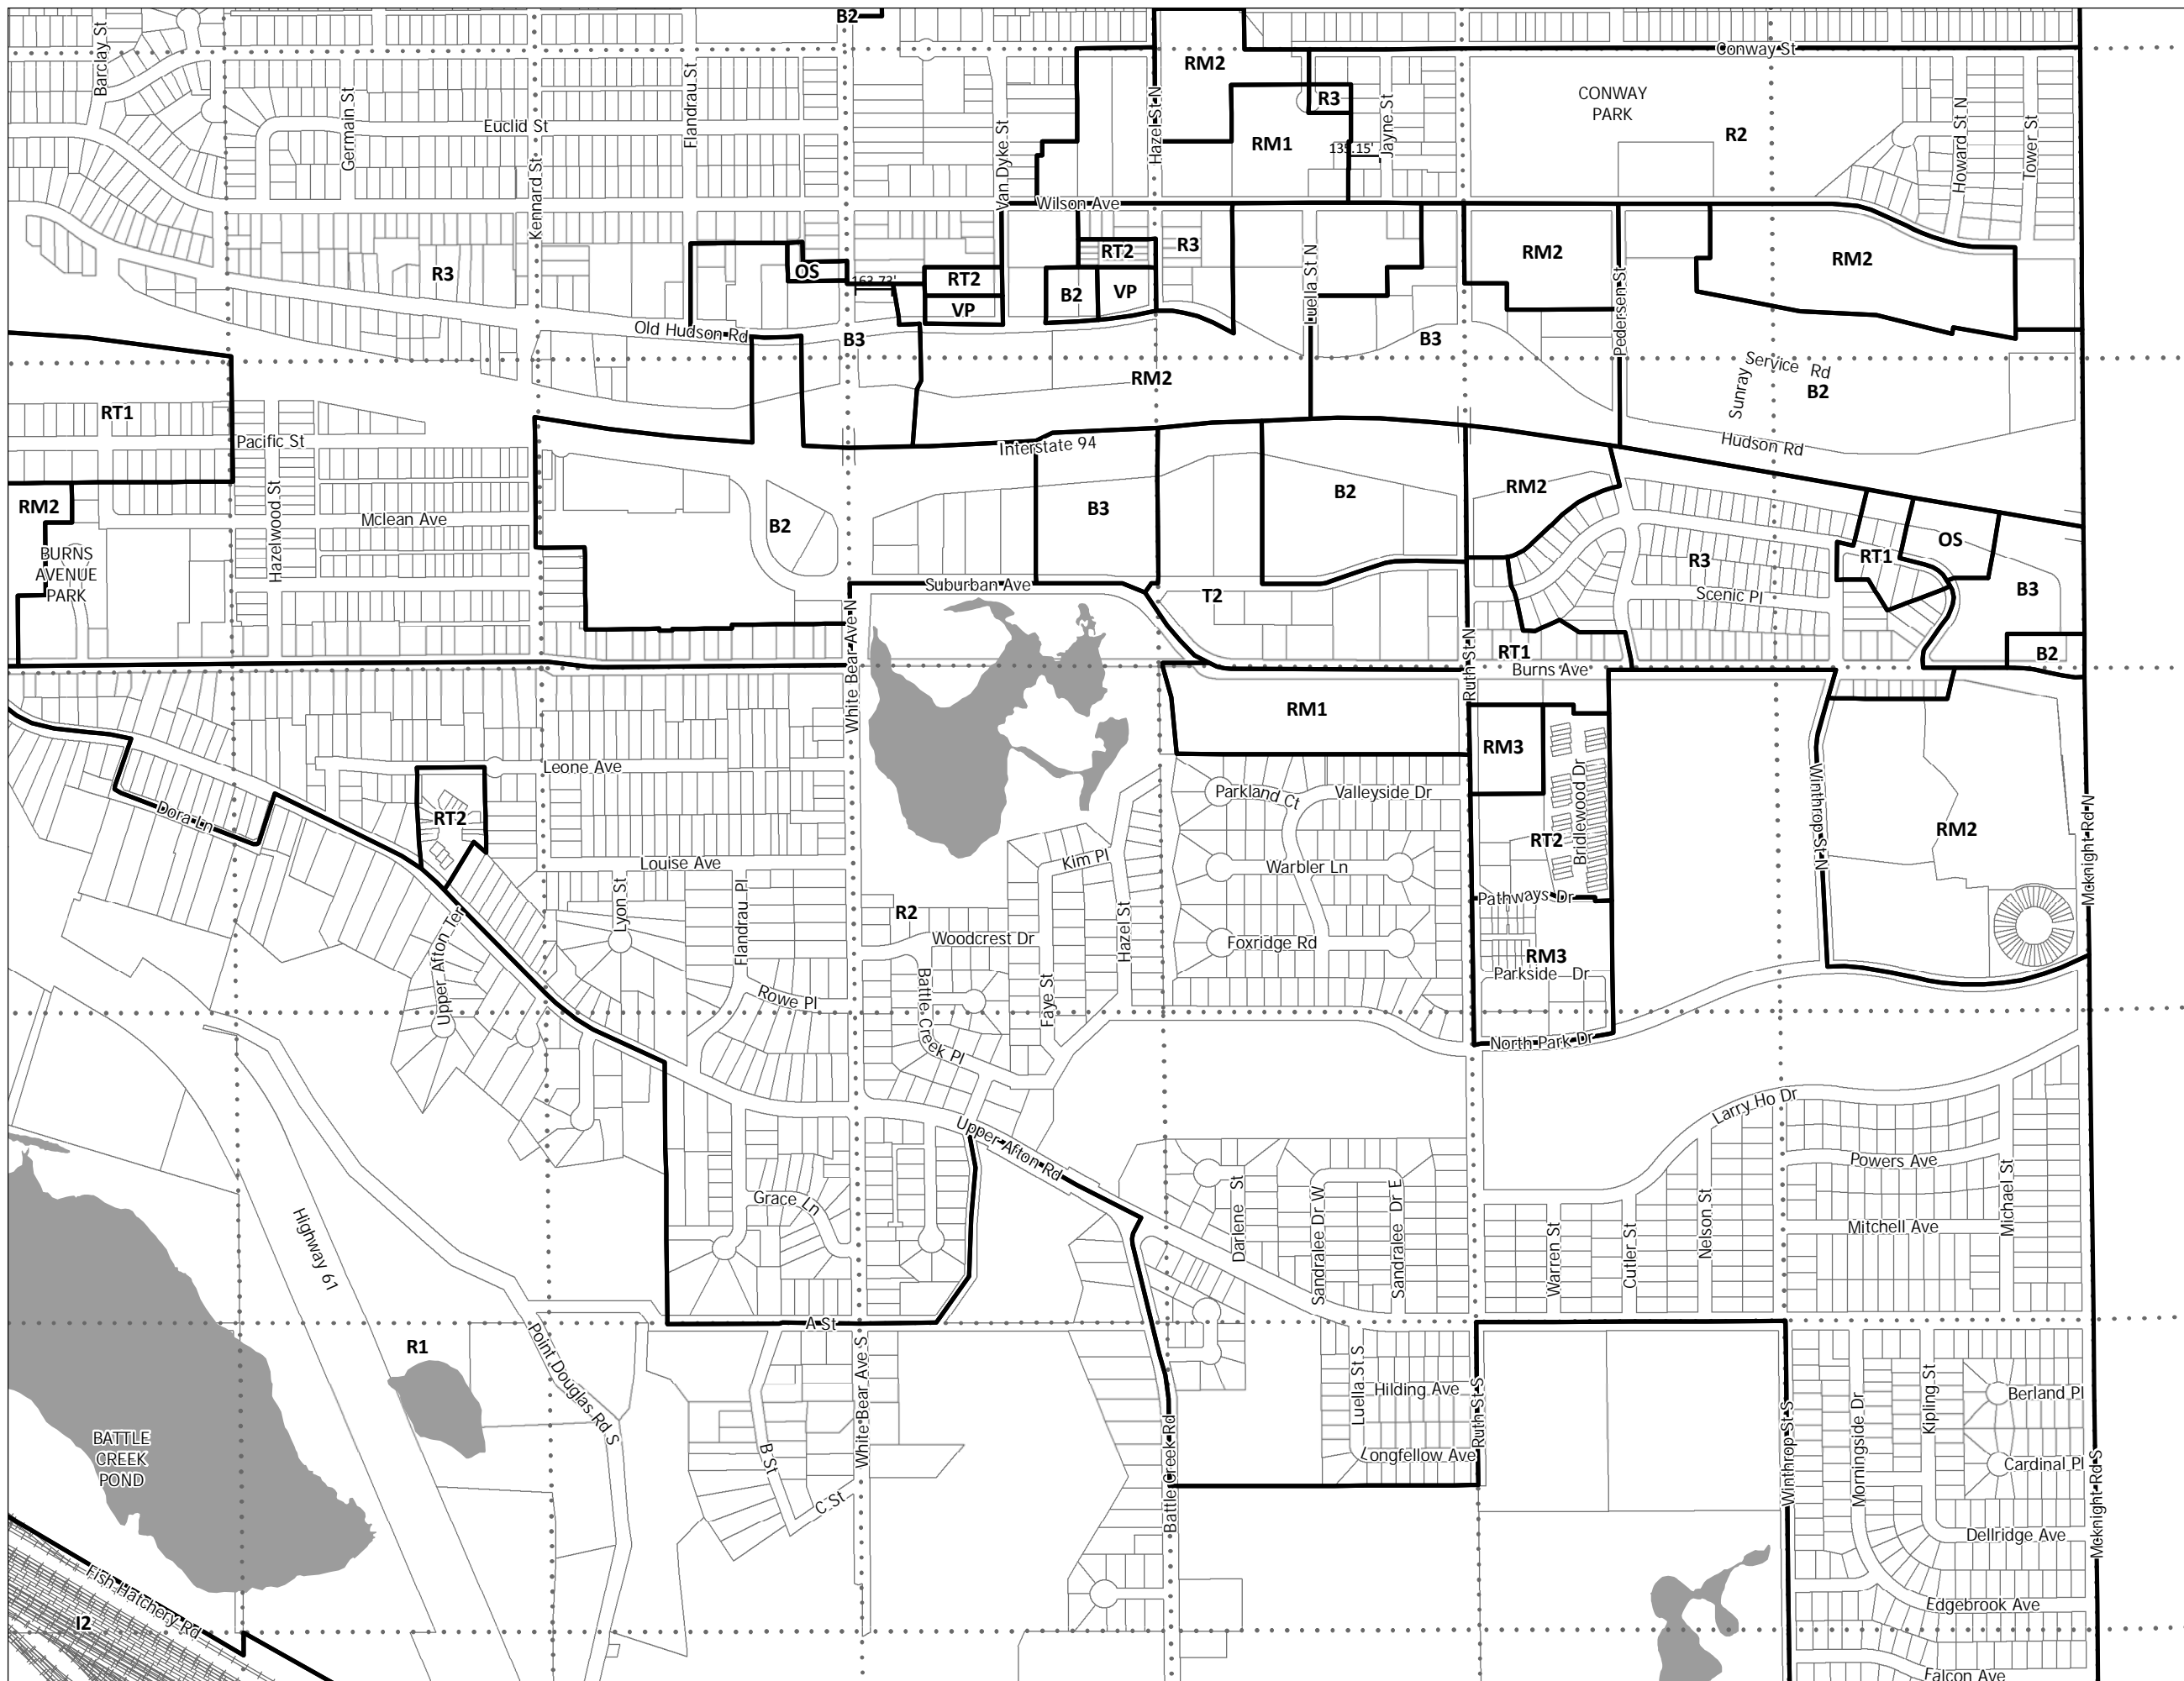 B2
Conway St
Barclay St
Germain St
Flandrau St
Euclid St
Kennard St
Van Dyke St
Hazel St N
RM2
R3
RM1
135.15'
Jayne St
CONWAY
PARK
R2
Howard St N
Tower St
Wilson Ave
R3
OS
163.73'
RT2
VP
RT2
B2
VP
R3
Luella St N
RM2
Pedersen St
RM2
Old Hudson Rd
B3
RM2
B3
Sunray
Service Rd
B2
RT1
Pacific St
Interstate 94
Hudson Rd
RM2
Hazelwood St
Mclean Ave
B2
B3
B2
RM2
BURNS
AVENUE
PARK
Suburban Ave
T2
R3
Scenic Pl
RT1
OS
B3
B2
RT1
Burns Ave
White Bear Ave N
Ruth St N
RM1
RM3
Leone Ave
Dora Ln
RT2
Parkland Ct
Valleyside Dr
Bridlewood Dr
RT2
Winthrop St N
RM2
Mcknight Rd N
Louise Ave
Kim Pl
Warbler Ln
Pathways Dr
Lyon St
Flandrau Pl
R2
Woodcrest Dr
Hazel St
Foxridge Rd
RM3
Parkside Dr
Upper Afton Ter
Rowe Pl
Battle Creek Pl
Faye St
North Park Dr
Larry Ho Dr
Upper Afton Rd
Powers Ave
Michael St
Grace Ln
Darlene St
Sandralee Dr W
Sandralee Dr E
Warren St
Cutler St
Nelson St
Mitchell Ave
Highway 61
A St
Point Douglas Rd S
R1
White Bear Ave S
Luella St S
Hilding Ave
Ruth St S
Longfellow Ave
Winthrop St S
Morningside Dr
Kipling St
Berland Pl
Cardinal Pl
BATTLE
CREEK
POND
B St
C St
Battle Creek Rd
Mcknight Rd S
Dellridge Ave
Fish Hatchery Rd
I2
Edgebrook Ave
Falcon Ave